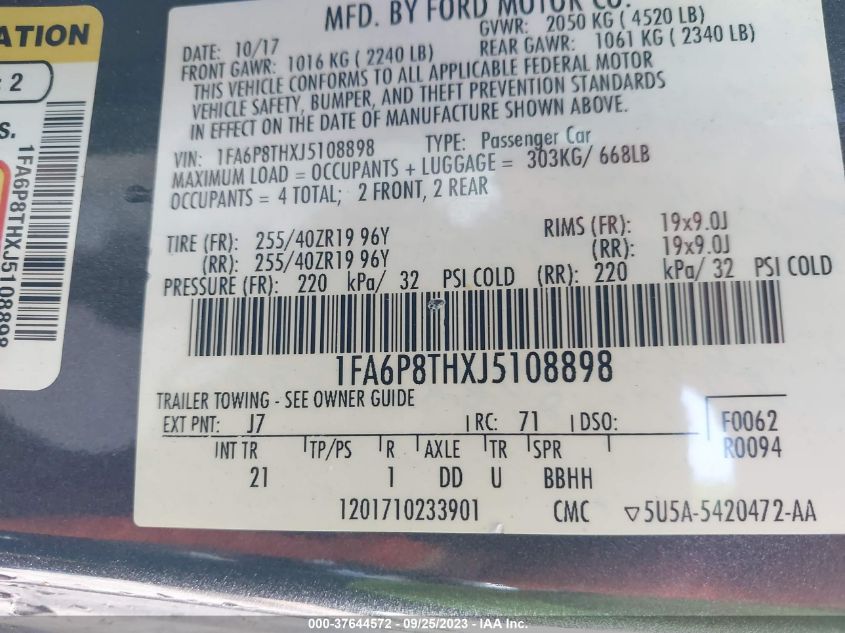 ATION
: 2
S.
1FA6P8THXJ5108898
MFD. BY FORD MOTOR CO.
DATE: 10/17 GVWR: 2050 KG ( 4520 LB)
FRONT GAWR: 1016 KG ( 2240 LB) REAR GAWR: 1061 KG ( 2340 LB)
THIS VEHICLE CONFORMS TO ALL APPLICABLE FEDERAL MOTOR
VEHICLE SAFETY, BUMPER, AND THEFT PREVENTION STANDARDS
IN EFFECT ON THE DATE OF MANUFACTURE SHOWN ABOVE.
VIN: 1FA6P8THXJ5108898 TYPE: Passenger Car
MAXIMUM LOAD = OCCUPANTS + LUGGAGE = 303KG/ 668LB
OCCUPANTS = 4 TOTAL; 2 FRONT, 2 REAR
TIRE (FR): 255/40ZR19 96Y RIMS (FR): 19x9.0J
(RR): 255/40ZR19 96Y (RR): 19x9.0J
PRESSURE (FR): 220 kPa/ 32 PSI COLD (RR): 220 kPa/ 32 PSI COLD
1FA6P8THXJ5108898
TRAILER TOWING - SEE OWNER GUIDE
EXT PNT: J7 RC: 71 DSO: F0062
INT TR TP/PS R AXLE TR SPR R0094
21 1 DD U BBHH
1201710233901 CMC ▽5U5A-5420472-AA
000-37644572 - 09/25/2023 - IAA Inc.